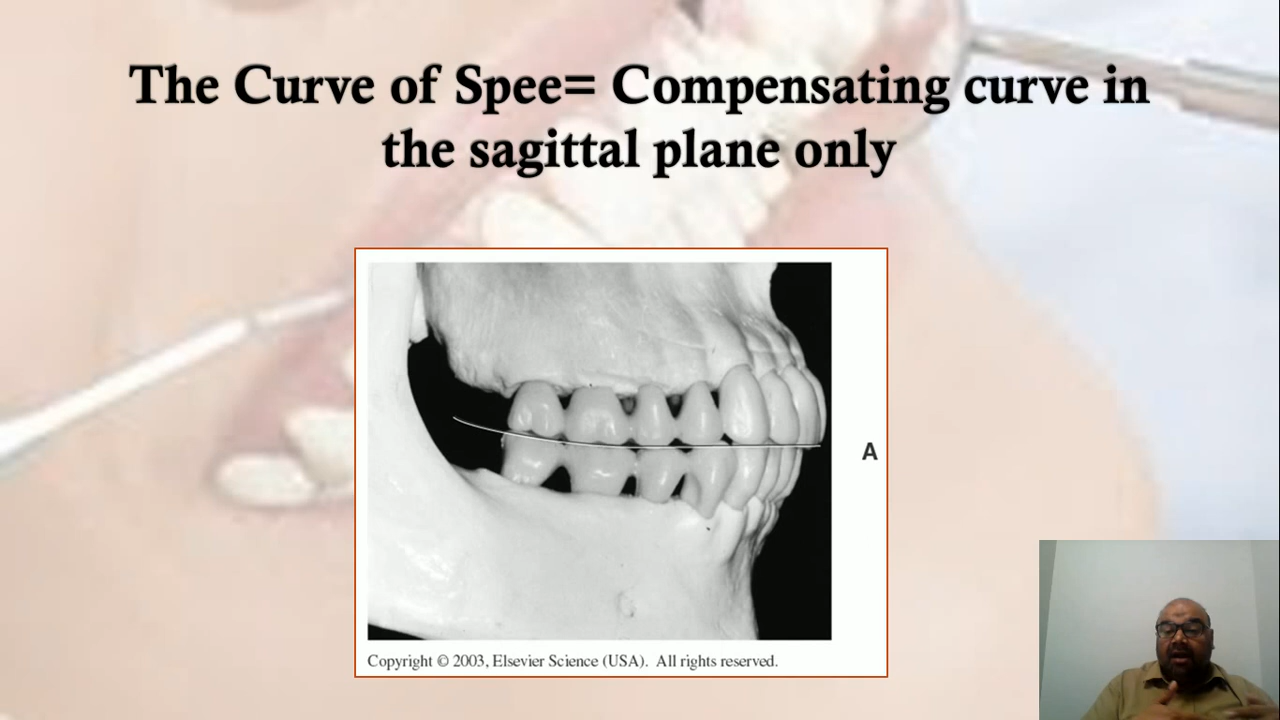 The Curve of Spee= Compensating curve in
the sagittal plane only
A
Copyright © 2003, Elsevier Science (USA).  All rights reserved.